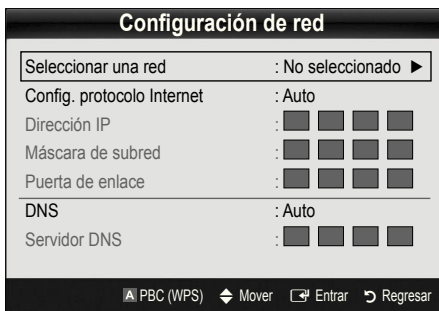 Configuración de red
Seleccionar una red : No seleccionado ►
Config. protocolo Internet : Auto
Dirección IP :
Máscara de subred :
Puerta de enlace :
DNS : Auto
Servidor DNS :
A PBC (WPS) Mover Entrar Regresar